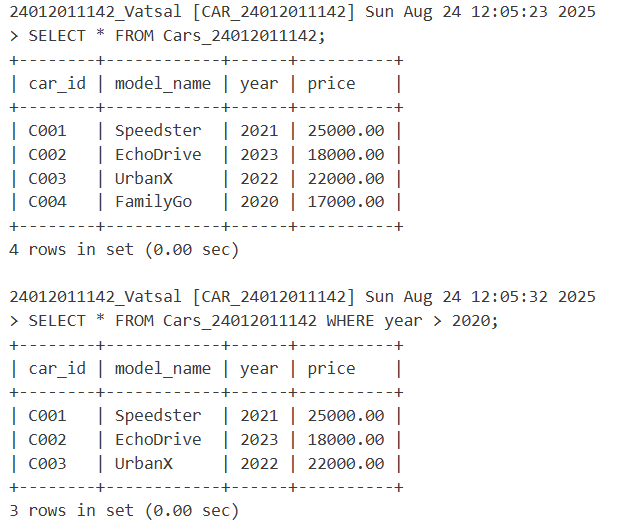 24012011142_Vatsal [CAR_24012011142] Sun Aug 24 12:05:23 2025
> SELECT * FROM Cars_24012011142;
+--------+------------+------+----------+
| car_id | model_name | year | price    |
+--------+------------+------+----------+
| C001   | Speedster  | 2021 | 25000.00 |
| C002   | EchoDrive  | 2023 | 18000.00 |
| C003   | UrbanX     | 2022 | 22000.00 |
| C004   | FamilyGo   | 2020 | 17000.00 |
+--------+------------+------+----------+
4 rows in set (0.00 sec)

24012011142_Vatsal [CAR_24012011142] Sun Aug 24 12:05:32 2025
> SELECT * FROM Cars_24012011142 WHERE year > 2020;
+--------+------------+------+----------+
| car_id | model_name | year | price    |
+--------+------------+------+----------+
| C001   | Speedster  | 2021 | 25000.00 |
| C002   | EchoDrive  | 2023 | 18000.00 |
| C003   | UrbanX     | 2022 | 22000.00 |
+--------+------------+------+----------+
3 rows in set (0.00 sec)